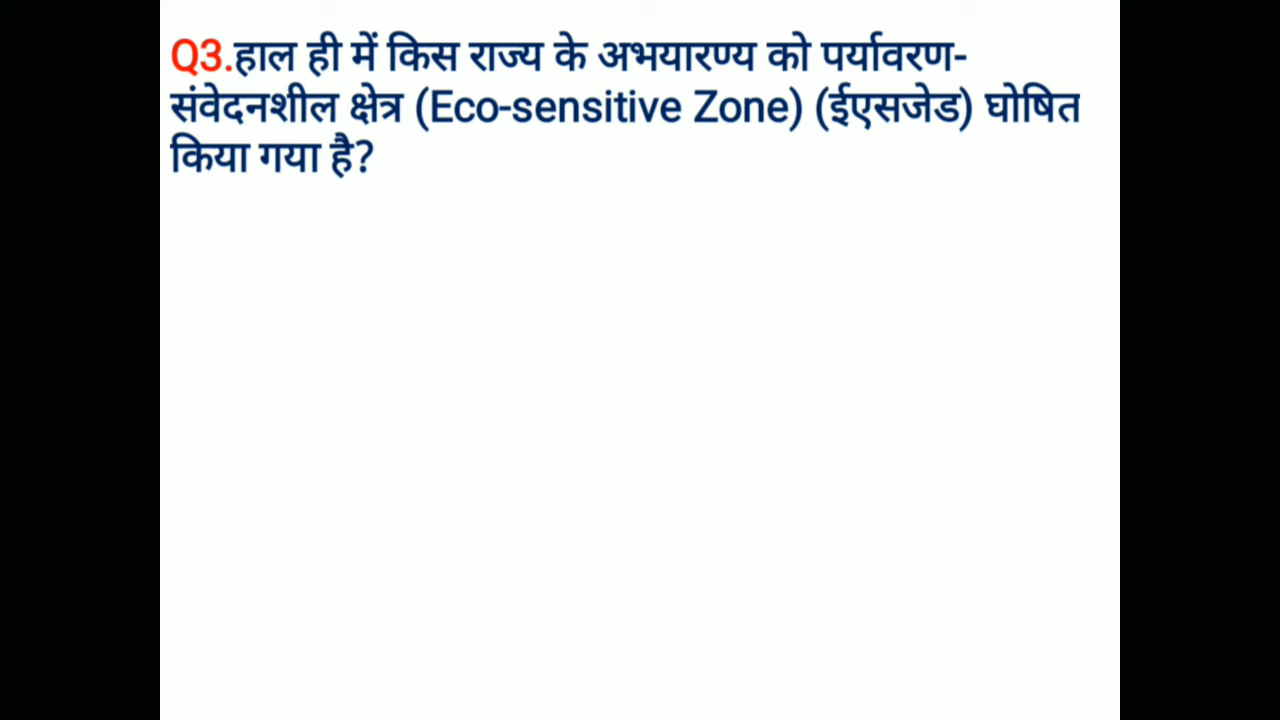 Q3.हाल ही में किस राज्य के अभयारण्य को पर्यावरण-
संवेदनशील क्षेत्र (Eco-sensitive Zone) (ईएसजेड) घोषित
किया गया है?